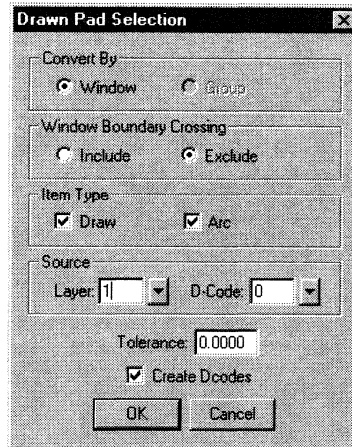 Drawn Pad Selection
Convert By
Window Group
Window Boundary Crossing
Include Exclude
Item Type
Draw Arc
Source
Layer: 1 D-Code: 0
Tolerance: 0.0000
Create Dcodes
OK Cancel